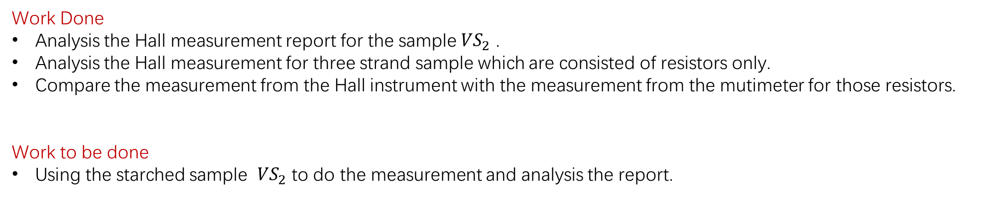 Work Done
• Analysis the Hall measurement report for the sample VS₂ .
• Analysis the Hall measurement for three strand sample which are consisted of resistors only.
• Compare the measurement from the Hall instrument with the measurement from the mutimeter for those resistors.
Work to be done
• Using the starched sample VS₂ to do the measurement and analysis the report.